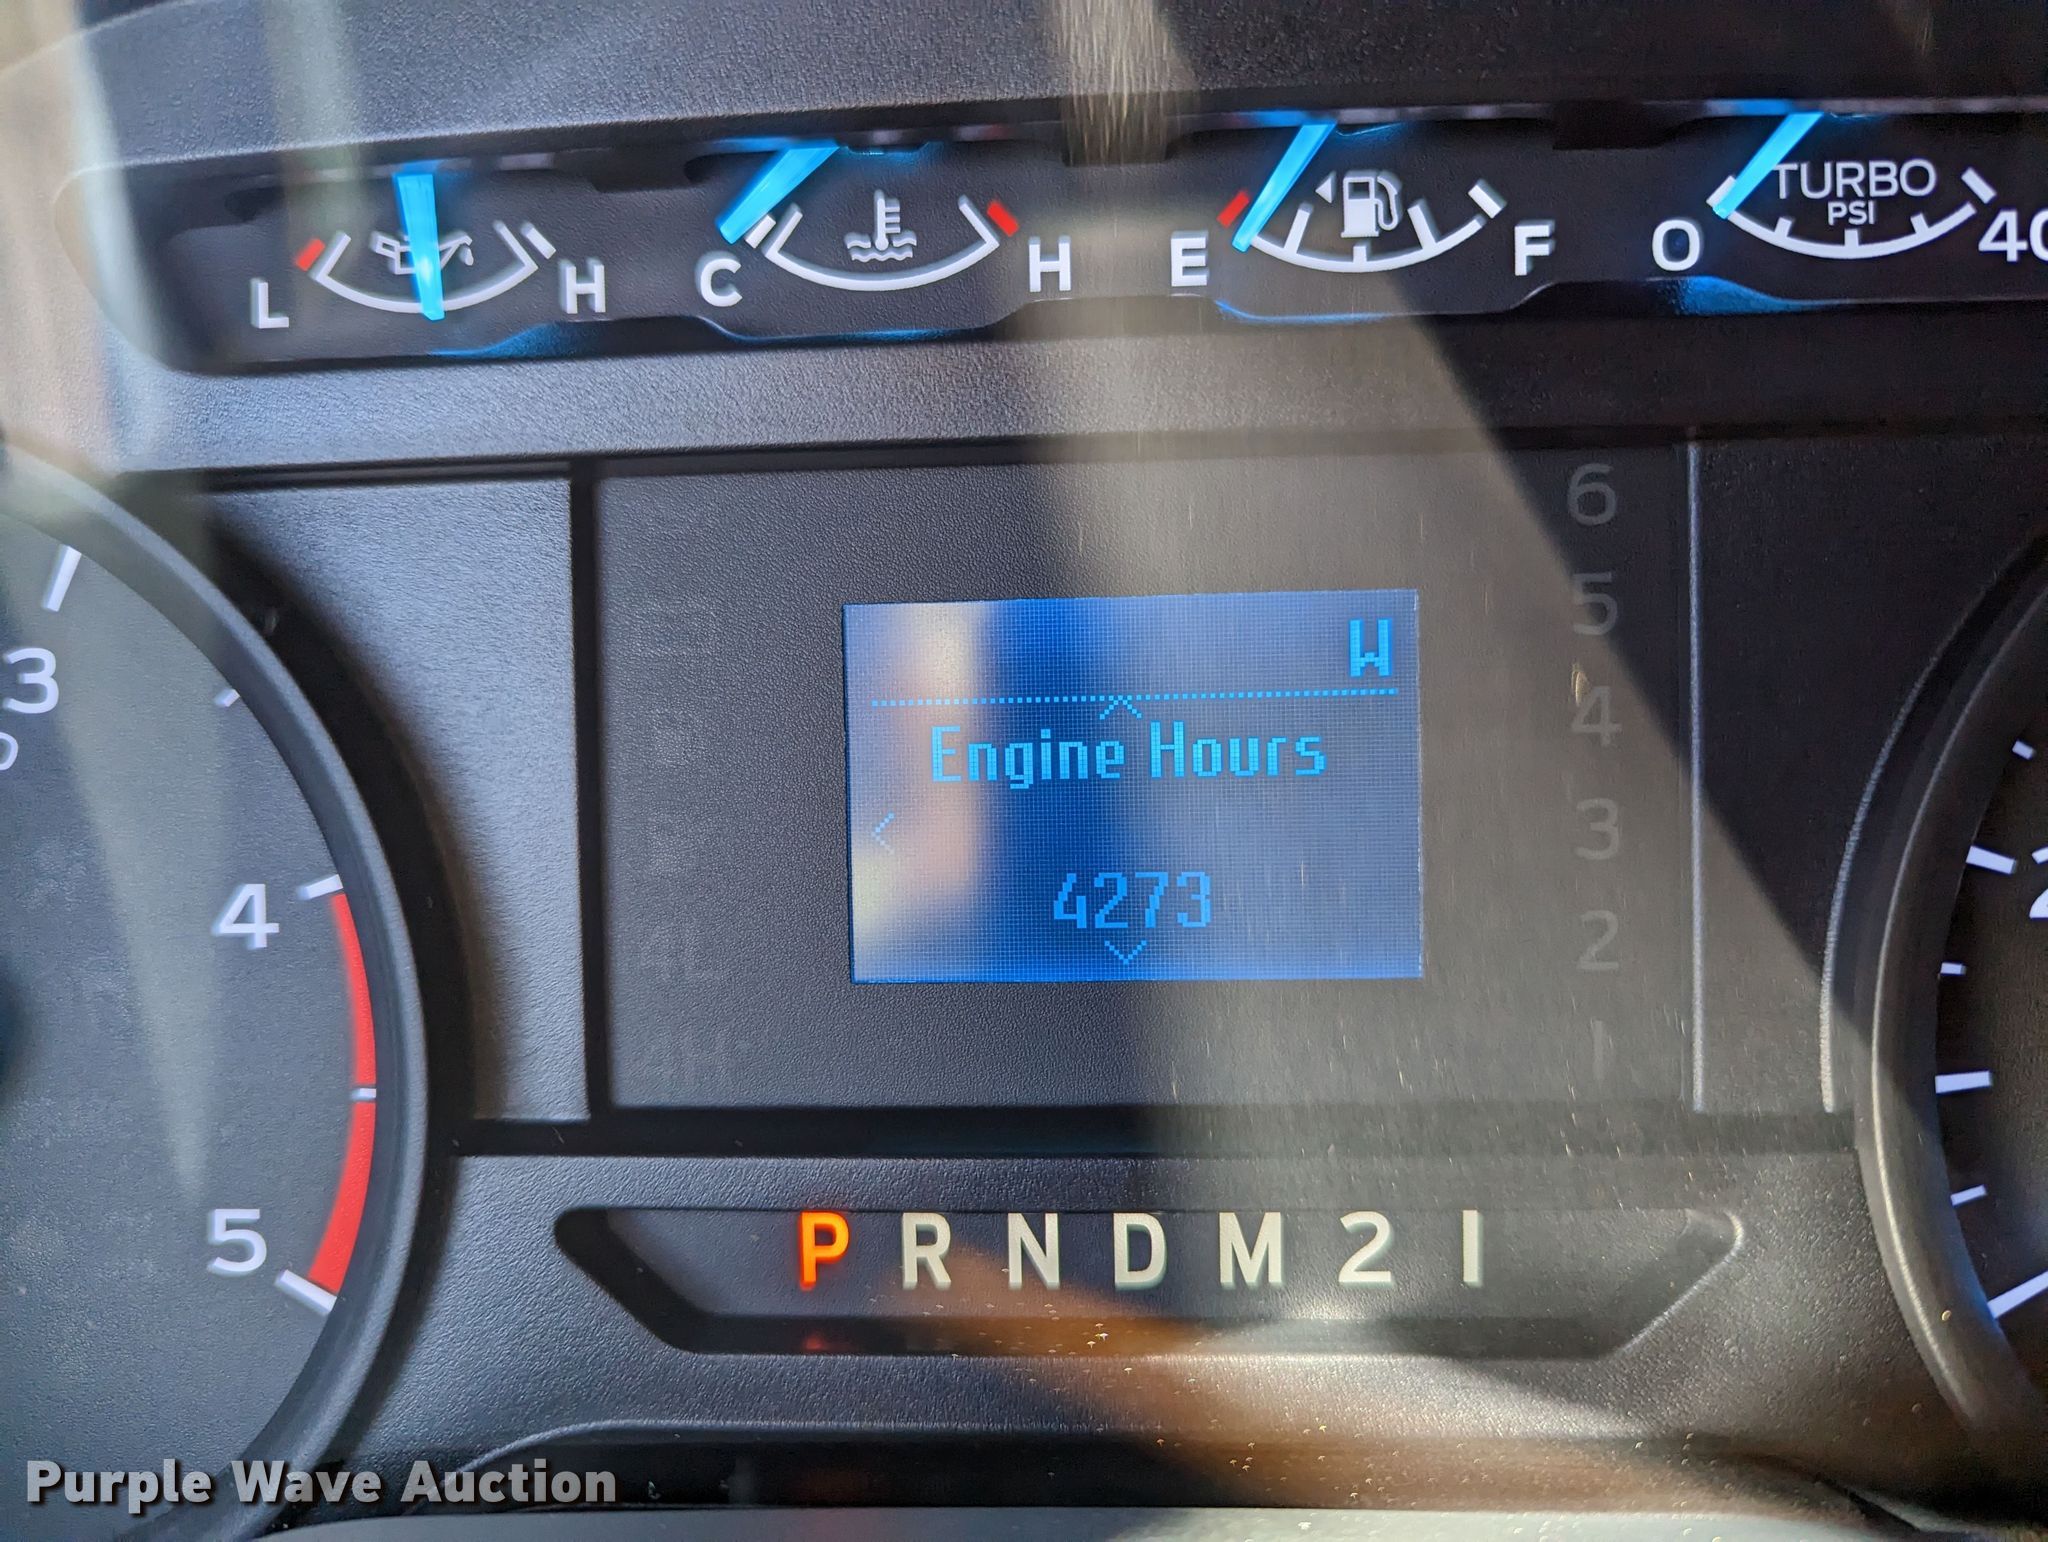 L H C H E F O TURBO PSI 40
6
5
4
3
2
1
W
Engine Hours
4273
3
4
5
2
P R N D M 2 1
Purple Wave Auction